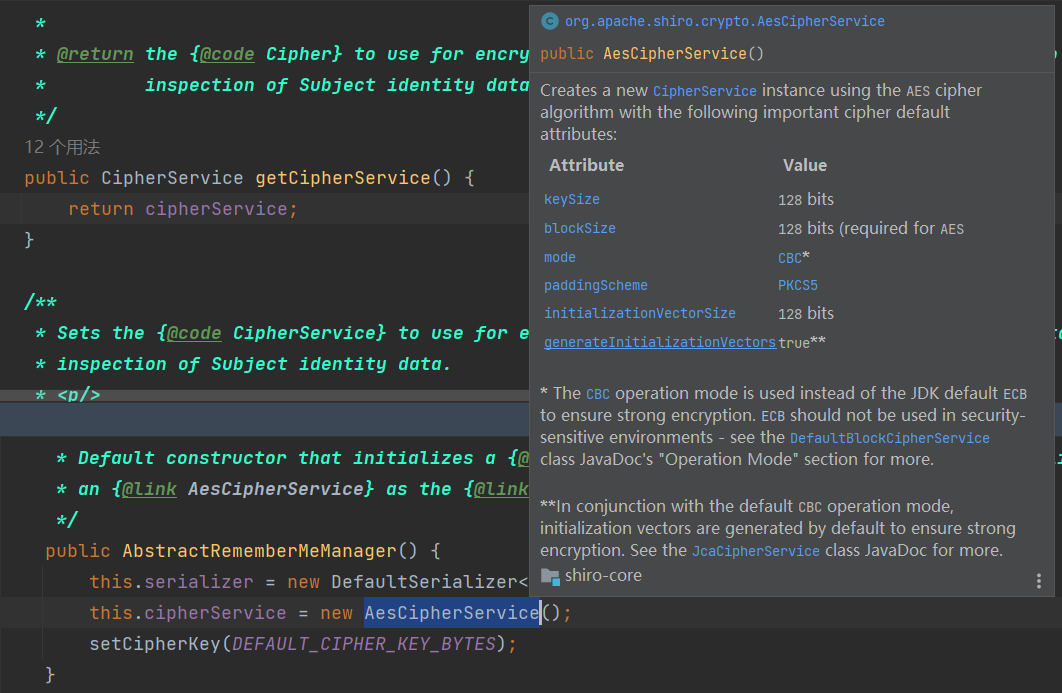 *
* @return the {@code Cipher} to use for encry
* inspection of Subject identity data
*/
12 个用法
public CipherService getCipherService() {
return cipherService;
}
/**
* Sets the {@code CipherService} to use for e
* inspection of Subject identity data.
* <p/>
* Default constructor that initializes a {@
* an {@link AesCipherService} as the {@link
*/
public AbstractRememberMeManager() {
this.serializer = new DefaultSerializer<
this.cipherService = new AesCipherService();
setCipherKey(DEFAULT_CIPHER_KEY_BYTES);
}
C org.apache.shiro.crypto.AesCipherService
public AesCipherService()
Creates a new CipherService instance using the AES cipher
algorithm with the following important cipher default
attributes:
Attribute Value
keySize 128 bits
blockSize 128 bits (required for AES
mode CBC*
paddingScheme PKCS5
initializationVectorSize 128 bits
generateInitializationVectors true**
* The CBC operation mode is used instead of the JDK default ECB
to ensure strong encryption. ECB should not be used in security-
sensitive environments - see the DefaultBlockCipherService
class JavaDoc's "Operation Mode" section for more.
**In conjunction with the default CBC operation mode,
initialization vectors are generated by default to ensure strong
encryption. See the JcaCipherService class JavaDoc for more.
shiro-core